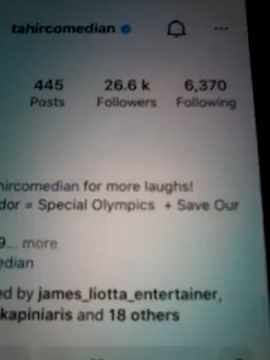 tahircomedian
445 26.6 k 6,370
Posts Followers Following
hircomedian for more laughs!
dor = Special Olympics + Save Our
9... more
edian
ed by james_liotta_entertainer,
kapiniaris and 18 others